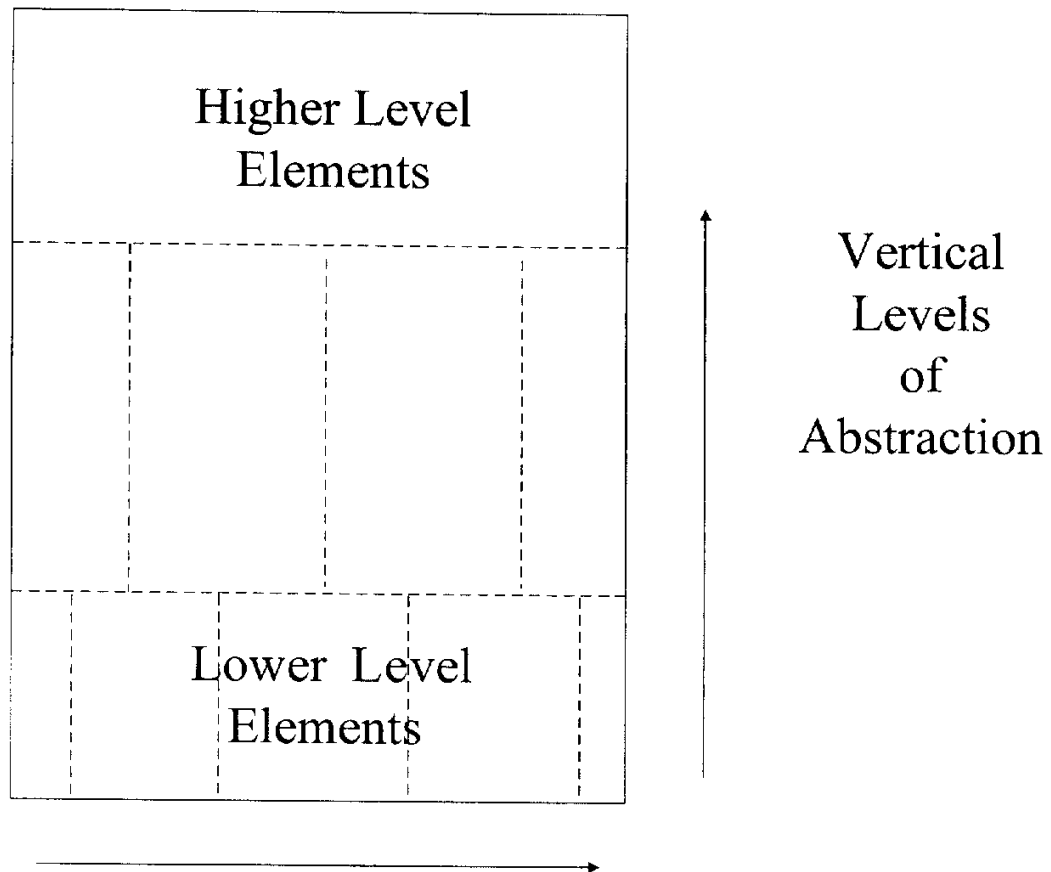 Higher Level
Elements
Vertical
Levels
of
Abstraction
Lower Level
Elements